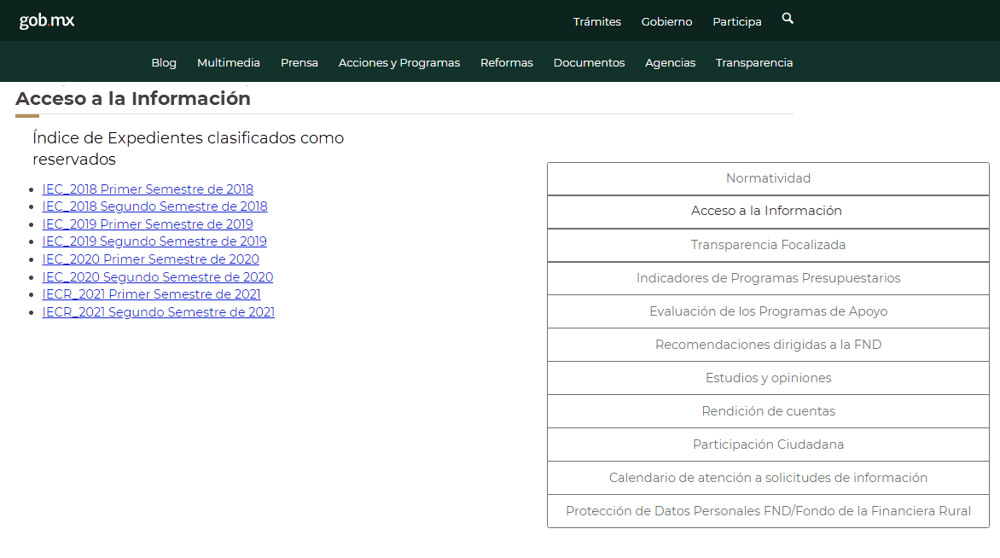 gob.mx
Trámites Gobierno Participa
Blog Multimedia Prensa Acciones y Programas Reformas Documentos Agencias Transparencia
Acceso a la Información
Índice de Expedientes clasificados como
reservados
IEC_2018 Primer Semestre de 2018
IEC_2018 Segundo Semestre de 2018
IEC_2019 Primer Semestre de 2019
IEC_2019 Segundo Semestre de 2019
IEC_2020 Primer Semestre de 2020
IEC_2020 Segundo Semestre de 2020
IECR_2021 Primer Semestre de 2021
IECR_2021 Segundo Semestre de 2021
Normatividad
Acceso a la Información
Transparencia Focalizada
Indicadores de Programas Presupuestarios
Evaluación de los Programas de Apoyo
Recomendaciones dirigidas a la FND
Estudios y opiniones
Rendición de cuentas
Participación Ciudadana
Calendario de atención a solicitudes de información
Protección de Datos Personales FND/Fondo de la Financiera Rural